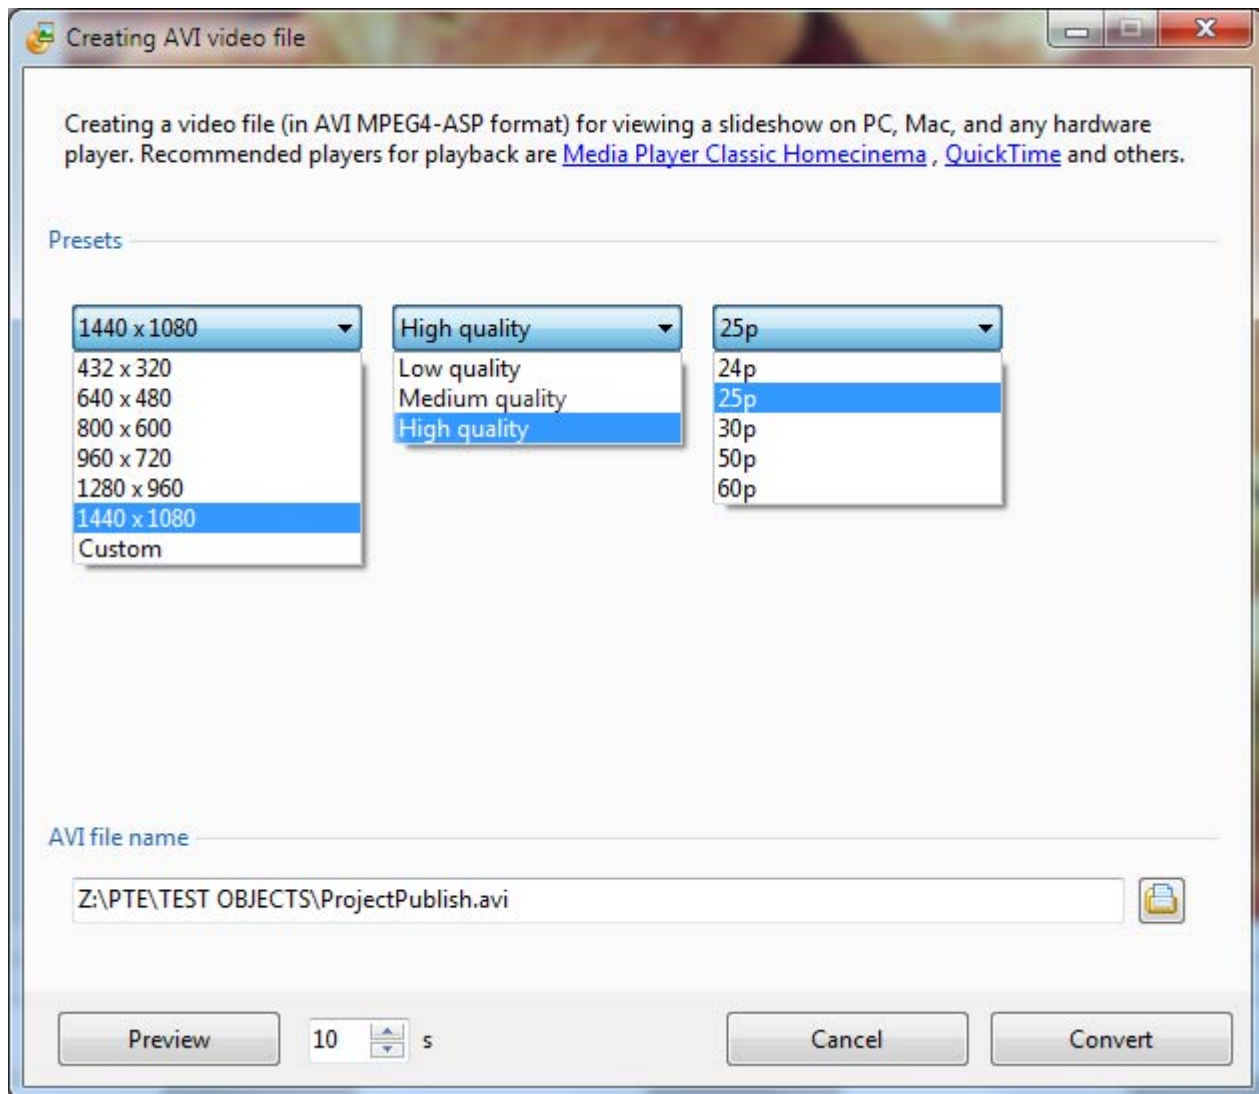 Creating AVI video file
Creating a video file (in AVI MPEG4-ASP format) for viewing a slideshow on PC, Mac, and any hardware
player. Recommended players for playback are Media Player Classic Homecinema , QuickTime and others.
Presets
1440 x 1080
432 x 320
640 x 480
800 x 600
960 x 720
1280 x 960
1440 x 1080
Custom
High quality
Low quality
Medium quality
High quality
25p
24p
25p
30p
50p
60p
AVI file name
Z:\PTE\TEST OBJECTS\ProjectPublish.avi
Preview
10
s
Cancel
Convert